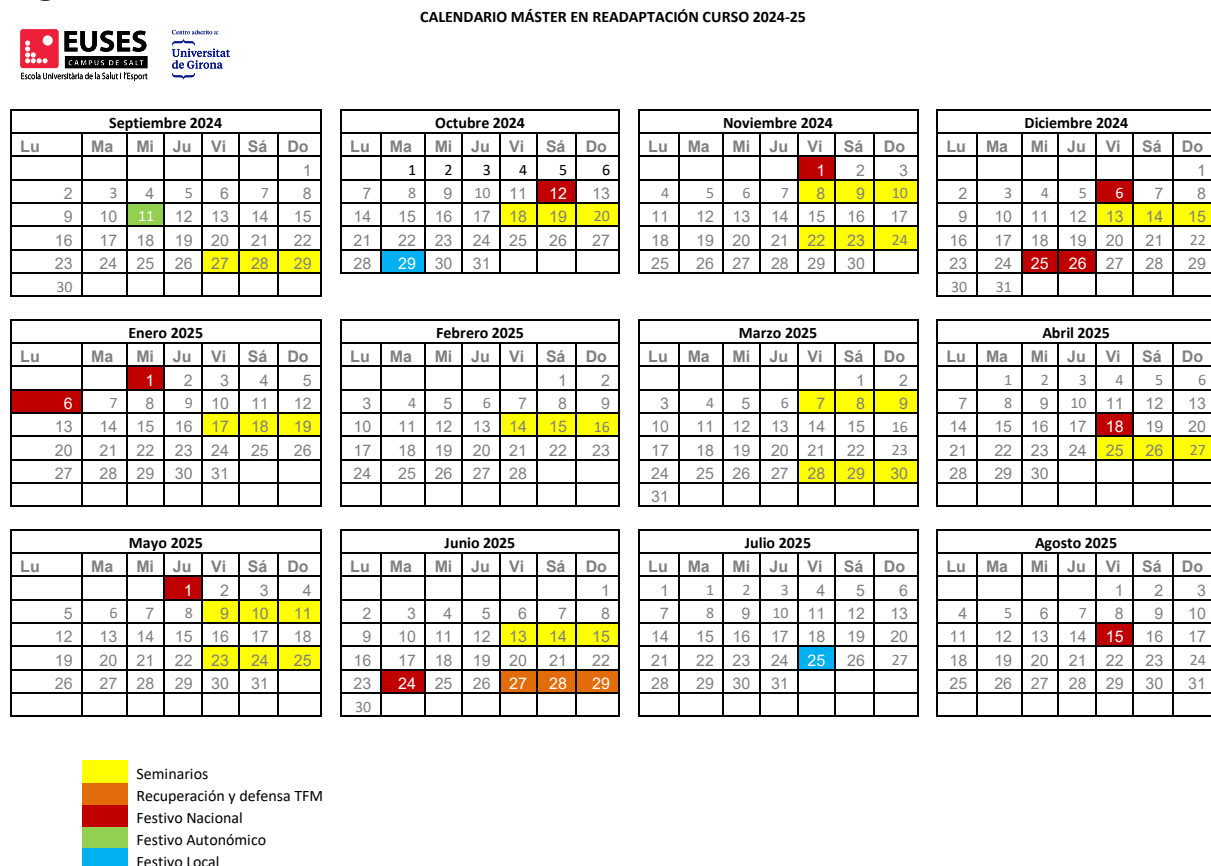 CALENDARIO MÁSTER EN READAPTACIÓN CURSO 2024-25
EUSES
CAMPUS DE SALT
Escola Universitària de la Salut i l'Esport
Centro adscrito a:
Universitat
de Girona
Septiembre 2024
Lu Ma Mi Ju Vi Sá Do
1
2 3 4 5 6 7 8
9 10 11 12 13 14 15
16 17 18 19 20 21 22
23 24 25 26 27 28 29
30
Octubre 2024
Lu Ma Mi Ju Vi Sá Do
1 2 3 4 5 6
7 8 9 10 11 12 13
14 15 16 17 18 19 20
21 22 23 24 25 26 27
28 29 30 31
Noviembre 2024
Lu Ma Mi Ju Vi Sá Do
1 2 3
4 5 6 7 8 9 10
11 12 13 14 15 16 17
18 19 20 21 22 23 24
25 26 27 28 29 30
Diciembre 2024
Lu Ma Mi Ju Vi Sá Do
1
2 3 4 5 6 7 8
9 10 11 12 13 14 15
16 17 18 19 20 21 22
23 24 25 26 27 28 29
30 31
Enero 2025
Lu Ma Mi Ju Vi Sá Do
1 2 3 4 5
6 7 8 9 10 11 12
13 14 15 16 17 18 19
20 21 22 23 24 25 26
27 28 29 30 31
Febrero 2025
Lu Ma Mi Ju Vi Sá Do
1 2
3 4 5 6 7 8 9
10 11 12 13 14 15 16
17 18 19 20 21 22 23
24 25 26 27 28
Marzo 2025
Lu Ma Mi Ju Vi Sá Do
1 2
3 4 5 6 7 8 9
10 11 12 13 14 15 16
17 18 19 20 21 22 23
24 25 26 27 28 29 30
31
Abril 2025
Lu Ma Mi Ju Vi Sá Do
1 2 3 4 5 6
7 8 9 10 11 12 13
14 15 16 17 18 19 20
21 22 23 24 25 26 27
28 29 30
Mayo 2025
Lu Ma Mi Ju Vi Sá Do
1 2 3 4
5 6 7 8 9 10 11
12 13 14 15 16 17 18
19 20 21 22 23 24 25
26 27 28 29 30 31
Junio 2025
Lu Ma Mi Ju Vi Sá Do
1
2 3 4 5 6 7 8
9 10 11 12 13 14 15
16 17 18 19 20 21 22
23 24 25 26 27 28 29
30
Julio 2025
Lu Ma Mi Ju Vi Sá Do
1 1 2 3 4 5 6
7 8 9 10 11 12 13
14 15 16 17 18 19 20
21 22 23 24 25 26 27
28 29 30 31
Agosto 2025
Lu Ma Mi Ju Vi Sá Do
1 2 3
4 5 6 7 8 9 10
11 12 13 14 15 16 17
18 19 20 21 22 23 24
25 26 27 28 29 30 31
Seminarios
Recuperación y defensa TFM
Festivo Nacional
Festivo Autonómico
Festivo Local